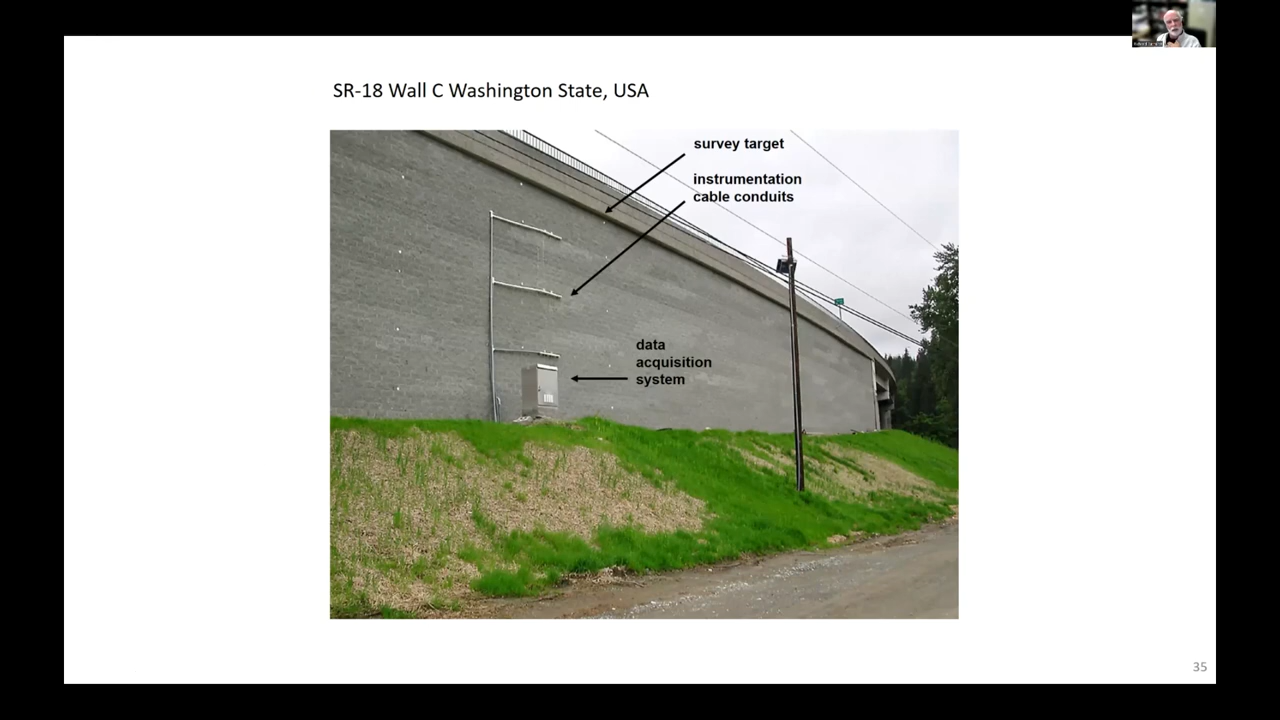 SR-18 Wall C Washington State, USA
survey target
instrumentation
cable conduits
data
acquisition
system
35